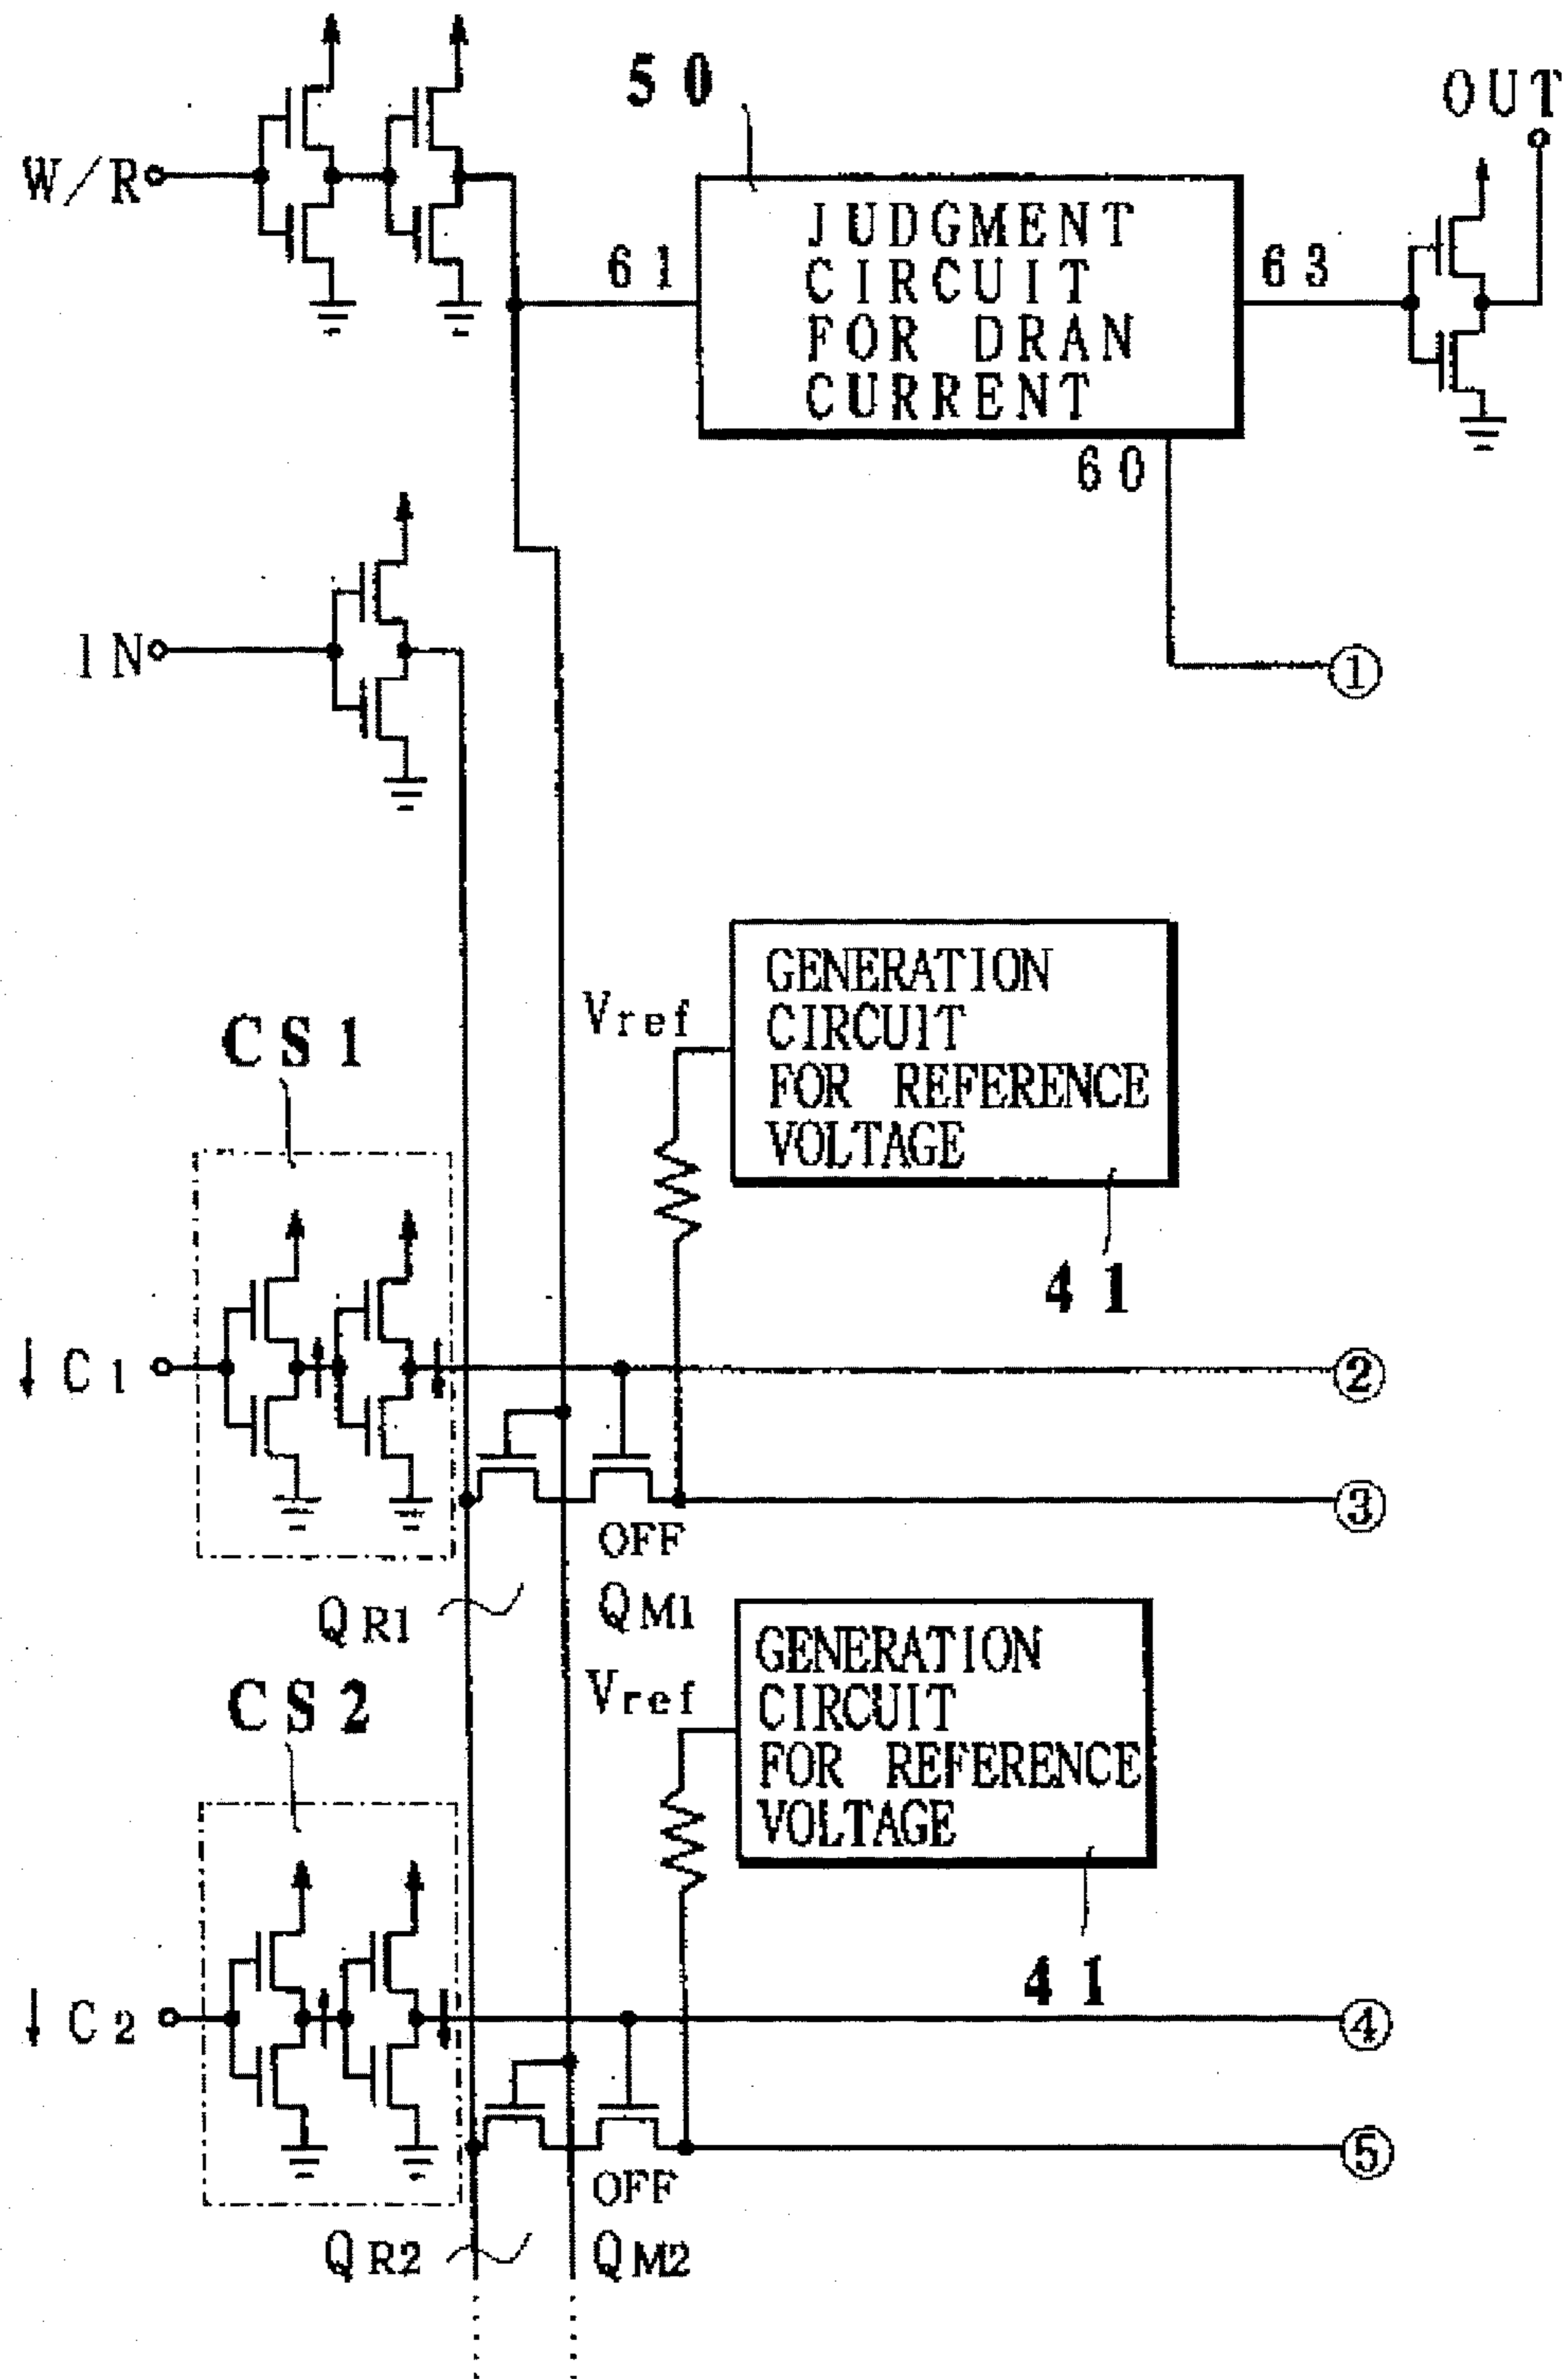 50
OUT
W/R
JUDGMENT
CIRCUIT
FOR DRAN
CURRENT
61
63
60
IN
①
GENERATION
CIRCUIT
FOR REFERENCE
VOLTAGE
Vref
CS1
41
↓ C1
②
③
OFF
QR1
QM1
GENERATION
CIRCUIT
FOR REFERENCE
VOLTAGE
Vref
CS2
41
↓ C2
④
⑤
OFF
QR2
QM2